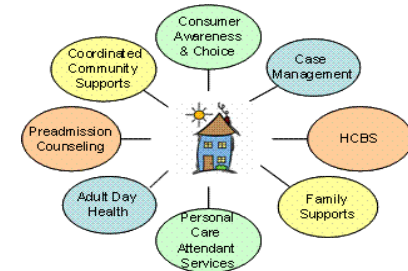 Consumer
Awareness
& Choice
Coordinated
Community
Supports
Case
Management
Preadmission
Counseling
HCBS
Adult Day
Health
Family
Supports
Personal
Care
Attendant
Services